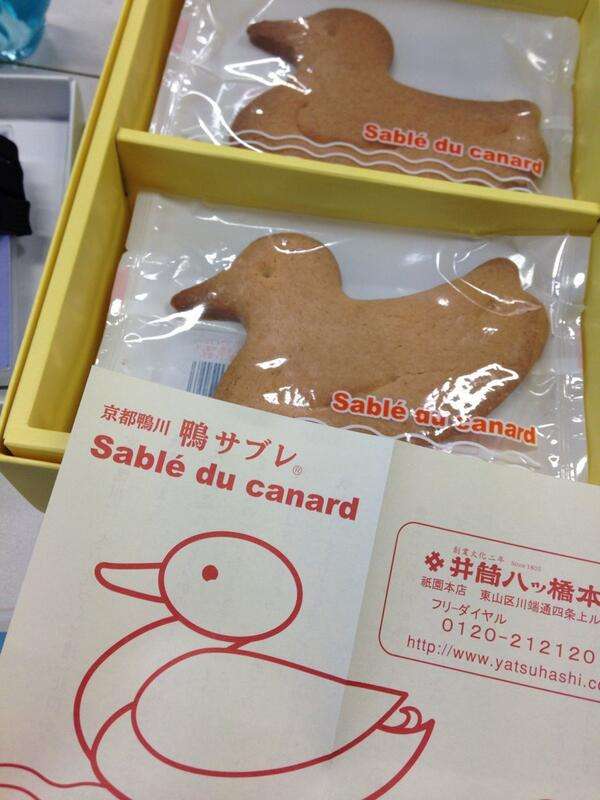 Sablé du canard
Sablé du canard
京都鴨川 鴨サブレ®
Sablé du canard
創業文化二年 Since1805
井筒八ッ橋本
祇園本店 東山区川端通四条上ル
フリーダイヤル
0120-212120
http://www.yatsuhashi.co